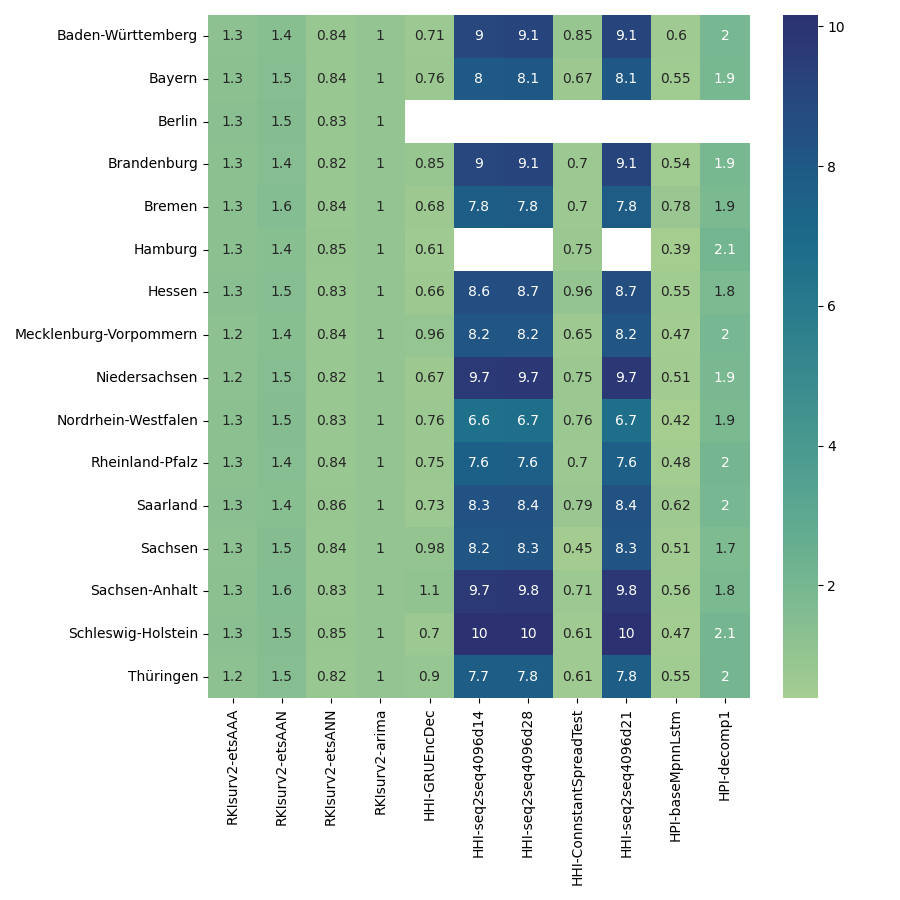 Baden-Württemberg 1.3 1.4 0.84 1 0.71 9 9.1 0.85 9.1 0.6 2
Bayern 1.3 1.5 0.84 1 0.76 8 8.1 0.67 8.1 0.55 1.9
Berlin 1.3 1.5 0.83 1
Brandenburg 1.3 1.4 0.82 1 0.85 9 9.1 0.7 9.1 0.54 1.9
Bremen 1.3 1.6 0.84 1 0.68 7.8 7.8 0.7 7.8 0.78 1.9
Hamburg 1.3 1.4 0.85 1 0.61 0.75 0.39 2.1
Hessen 1.3 1.5 0.83 1 0.66 8.6 8.7 0.96 8.7 0.55 1.8
Mecklenburg-Vorpommern 1.2 1.4 0.84 1 0.96 8.2 8.2 0.65 8.2 0.47 2
Niedersachsen 1.2 1.5 0.82 1 0.67 9.7 9.7 0.75 9.7 0.51 1.9
Nordrhein-Westfalen 1.3 1.5 0.83 1 0.76 6.6 6.7 0.76 6.7 0.42 1.9
Rheinland-Pfalz 1.3 1.4 0.84 1 0.75 7.6 7.6 0.7 7.6 0.48 2
Saarland 1.3 1.4 0.86 1 0.73 8.3 8.4 0.79 8.4 0.62 2
Sachsen 1.3 1.5 0.84 1 0.98 8.2 8.3 0.45 8.3 0.51 1.7
Sachsen-Anhalt 1.3 1.6 0.83 1 1.1 9.7 9.8 0.71 9.8 0.56 1.8
Schleswig-Holstein 1.3 1.5 0.85 1 0.7 10 10 0.61 10 0.47 2.1
Thüringen 1.2 1.5 0.82 1 0.9 7.7 7.8 0.61 7.8 0.55 2
RKIsurv2-etsAAA
RKIsurv2-etsAAN
RKIsurv2-etsANN
RKIsurv2-arima
HHI-GRUEncDec
HHI-seq2seq4096d14
HHI-seq2seq4096d28
HHI-ConnstantSpreadTest
HHI-seq2seq4096d21
HPI-baseMpnnLstm
HPI-decomp1
10
8
6
4
2